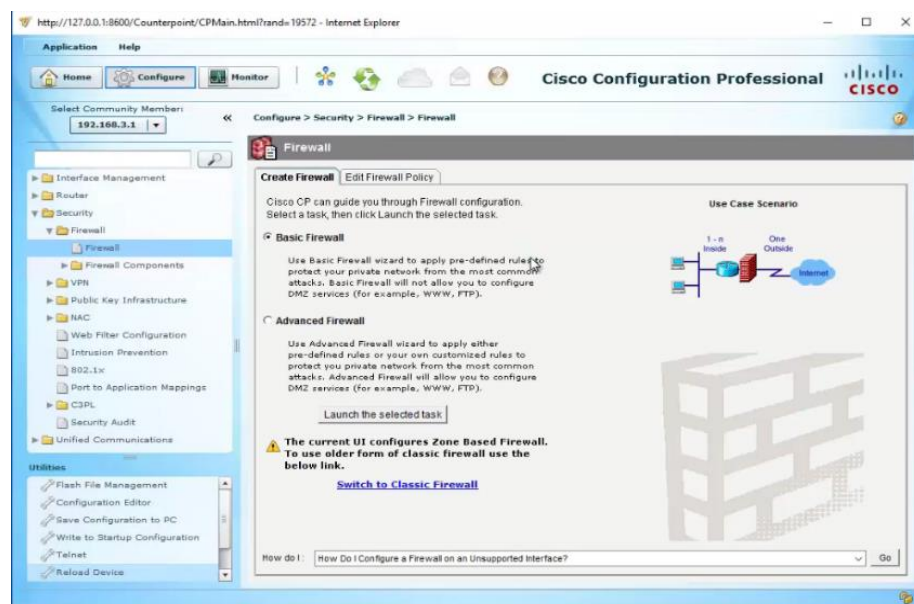 http://127.0.0.1:8600/Counterpoint/CPMain.html?rand=19572 - Internet Explorer
Application Help
Home Configure Monitor Cisco Configuration Professional CISCO
Select Community Member:
192.168.3.1
«
Interface Management
Router
Security
Firewall
Firewall
Firewall Components
VPN
Public Key Infrastructure
NAC
Web Filter Configuration
Intrusion Prevention
802.1x
Port to Application Mappings
C3PL
Security Audit
Unified Communications
Utilities
Flash File Management
Configuration Editor
Save Configuration to PC
Write to Startup Configuration
Telnet
Reload Device
Configure > Security > Firewall > Firewall
Firewall
Create Firewall Edit Firewall Policy
Cisco CP can guide you through Firewall configuration.
Select a task, then click Launch the selected task.
Basic Firewall
Use Basic Firewall wizard to apply pre-defined rules to
protect your private network from the most common
attacks. Basic Firewall will not allow you to configure
DMZ services (for example, WWW, FTP).
Advanced Firewall
Use Advanced Firewall wizard to apply either
pre-defined rules or your own customized rules to
protect you private network from the most common
attacks. Advanced Firewall will allow you to configure
DMZ services (for example, WWW, FTP).
Launch the selected task
The current UI configures Zone Based Firewall.
To use older form of classic firewall use the
below link.
Switch to Classic Firewall
Use Case Scenario
1 - n
Inside
One
Outside
Internet
How do I: How Do I Configure a Firewall on an Unsupported Interface? Go